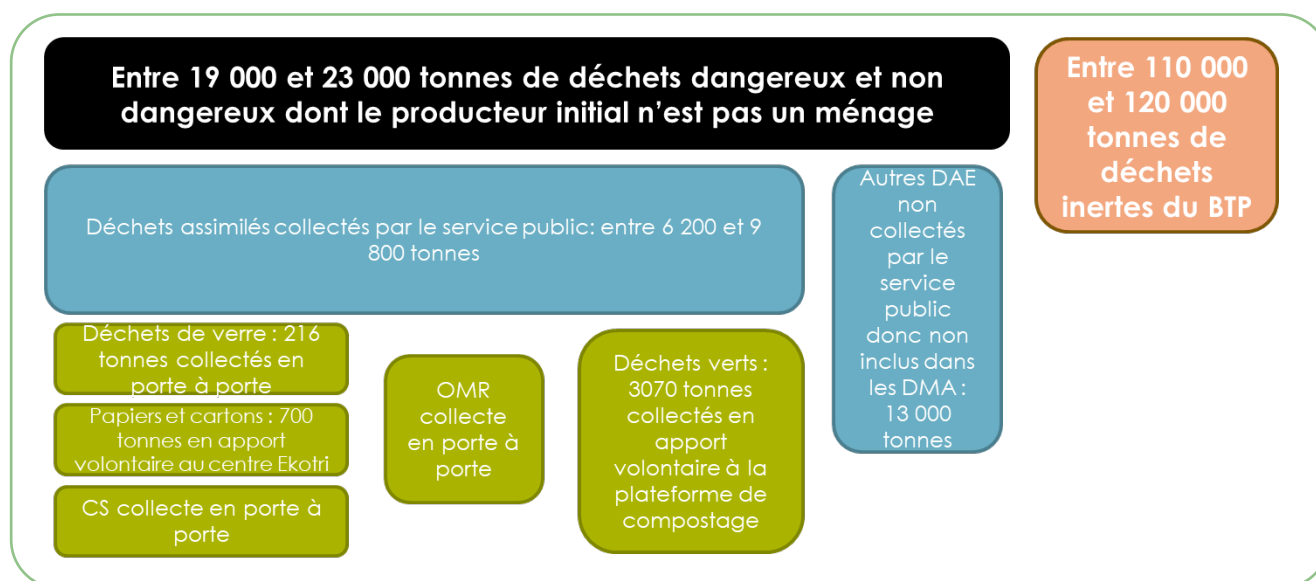 Entre 19 000 et 23 000 tonnes de déchets dangereux et non
dangereux dont le producteur initial n'est pas un ménage
Entre 110 000
et 120 000
tonnes de
déchets
inertes du BTP
Déchets assimilés collectés par le service public: entre 6 200 et 9
800 tonnes
Autres DAE
non
collectés
par le
service
public
donc non
inclus dans
les DMA :
13 000
tonnes
Déchets de verre : 216
tonnes collectés en
porte à porte
Papiers et cartons : 700
tonnes en apport
volontaire au centre Ekotri
CS collecte en porte à
porte
OMR
collecte
en porte à
porte
Déchets verts :
3070 tonnes
collectés en
apport
volontaire à la
plateforme de
compostage